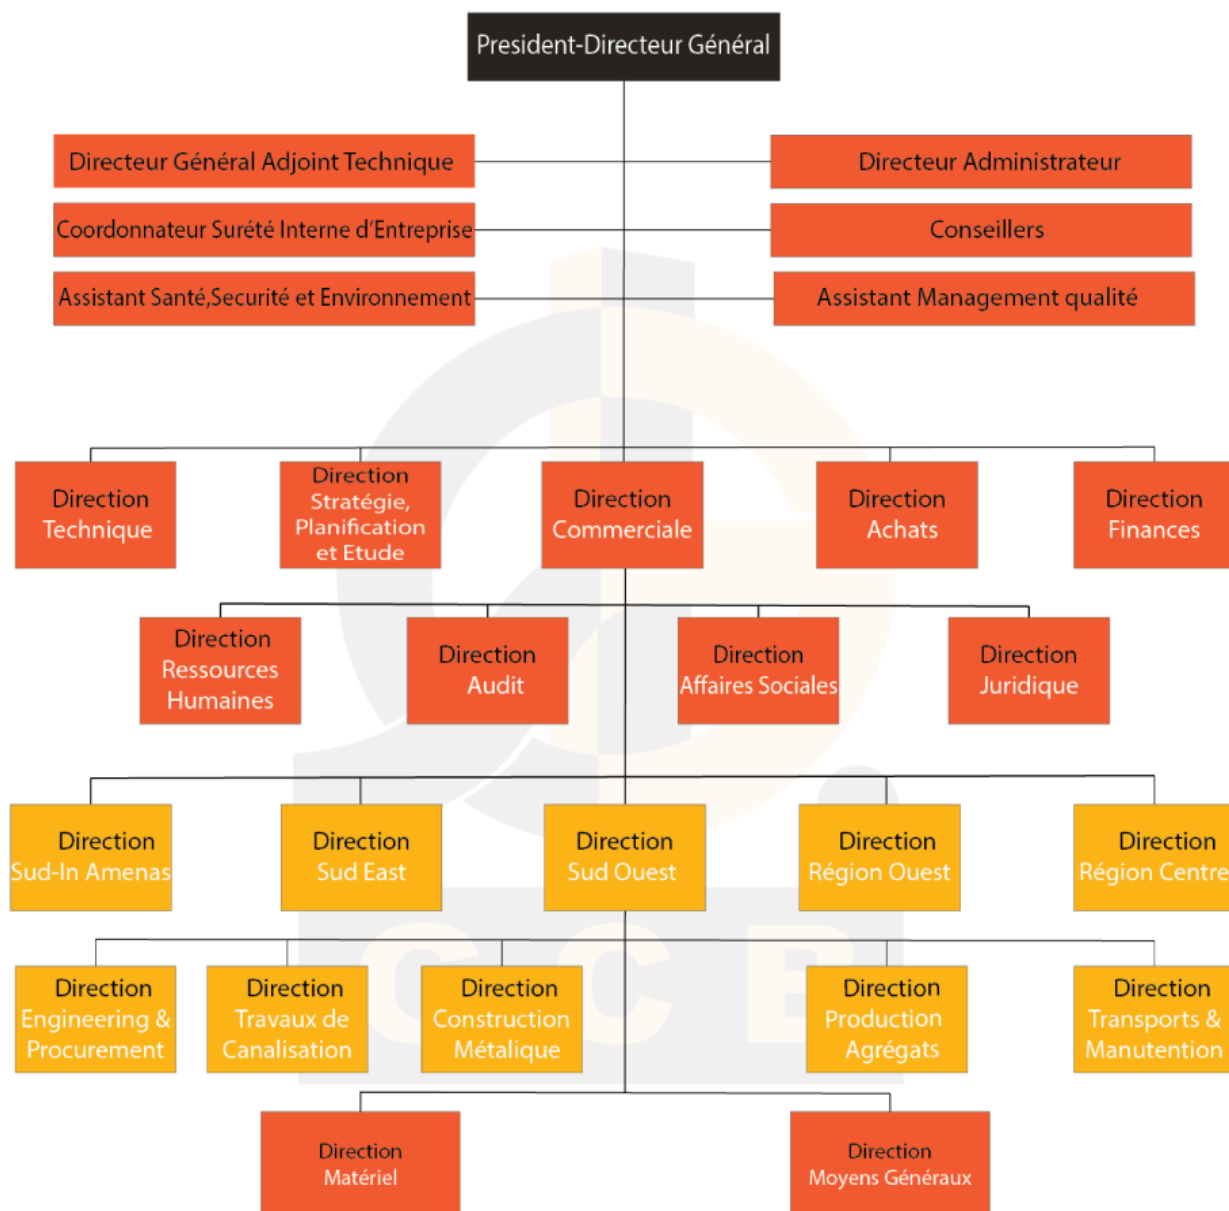 President-Directeur Général
Directeur Général Adjoint Technique
Directeur Administrateur
Coordonnateur Surété Interne d'Entreprise
Conseillers
Assistant Santé,Securité et Environnement
Assistant Management qualité
Direction
Technique
Direction
Stratégie,
Planification
et Etude
Direction
Commerciale
Direction
Achats
Direction
Finances
Direction
Ressources
Humaines
Direction
Audit
Direction
Affaires Sociales
Direction
Juridique
Direction
Sud-In Amenas
Direction
Sud East
Direction
Sud Ouest
Direction
Région Ouest
Direction
Région Centre
GCB
Direction
Engineering &
Procurement
Direction
Travaux de
Canalisation
Direction
Construction
Métalique
Direction
Production
Agrégats
Direction
Transports &
Manutention
Direction
Matériel
Direction
Moyens Généraux